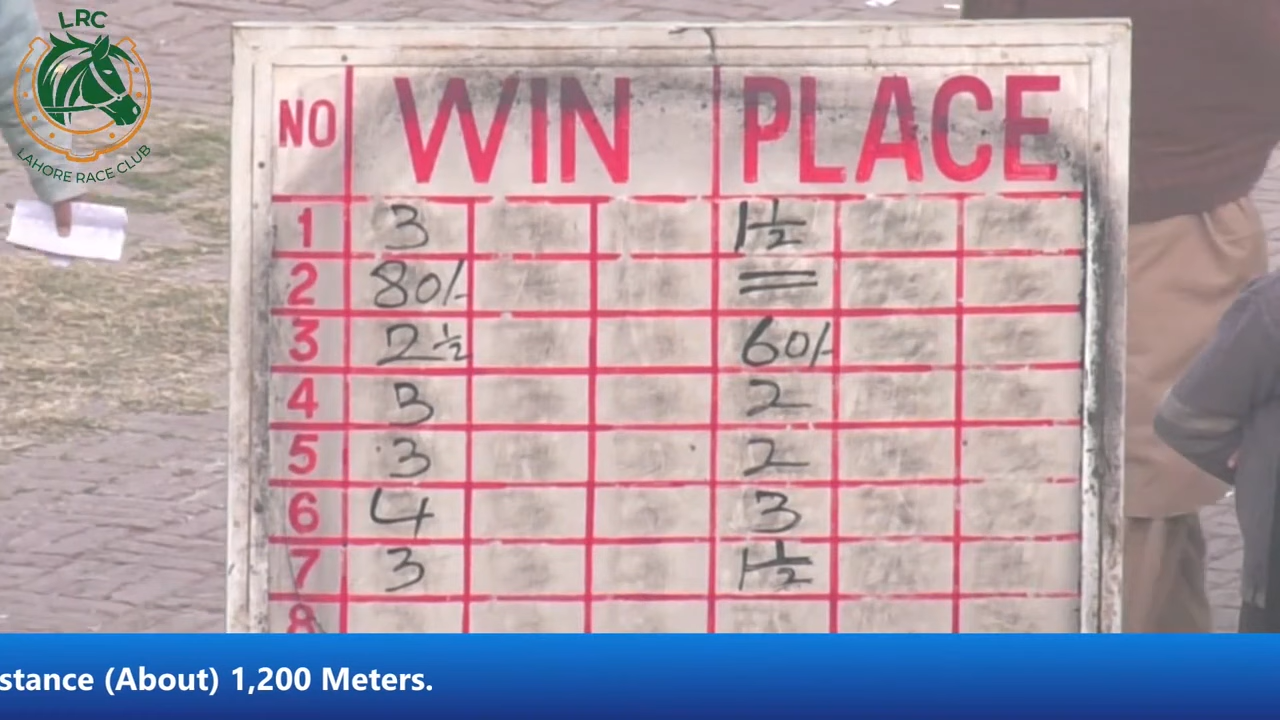 LRC
LAHORE RACE CLUB
NO WIN PLACE
1 3 1½
2 80/- =
3 2½ 60/-
4 3 2
5 3 2
6 4 3
7 3 1½
8
stance (About) 1,200 Meters.